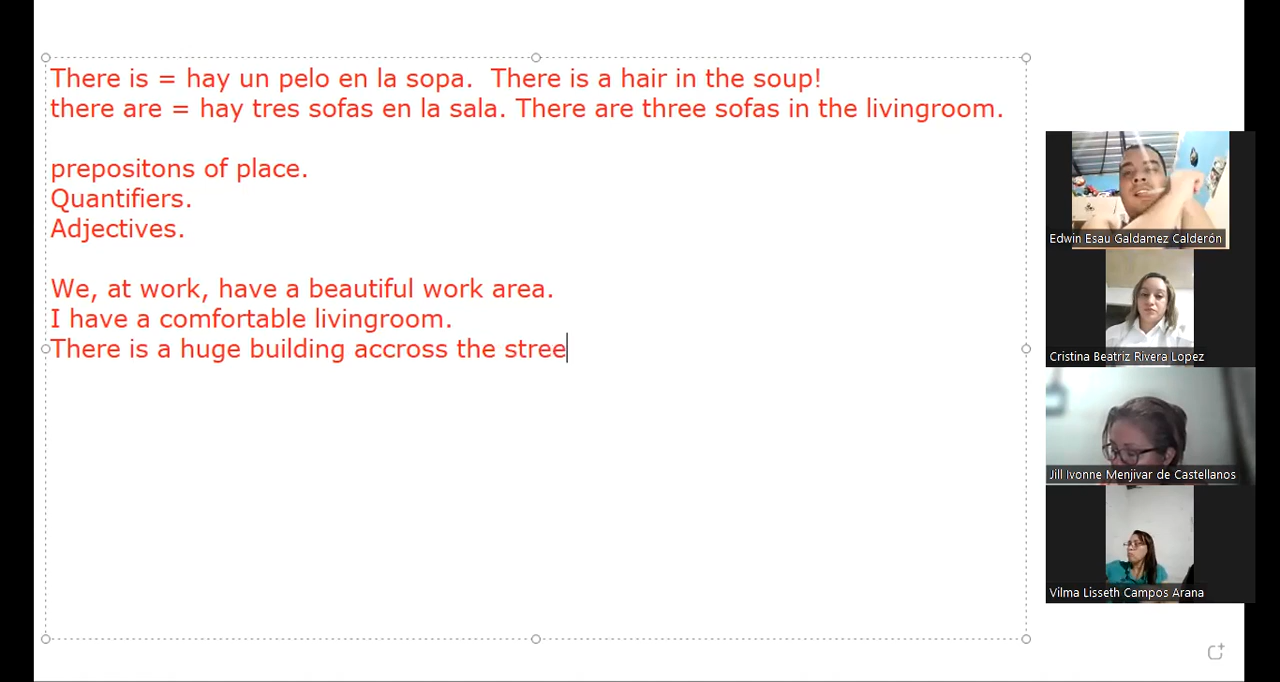 There is = hay un pelo en la sopa.  There is a hair in the soup!
there are = hay tres sofas en la sala. There are three sofas in the livingroom.
prepositons of place.
Quantifiers.
Adjectives.
We, at work, have a beautiful work area.
I have a comfortable livingroom.
There is a huge building accross the stree
Edwin Esau Galdamez Calderón
Cristina Beatriz Rivera Lopez
Jill Ivonne Menjivar de Castellanos
Vilma Lisseth Campos Arana